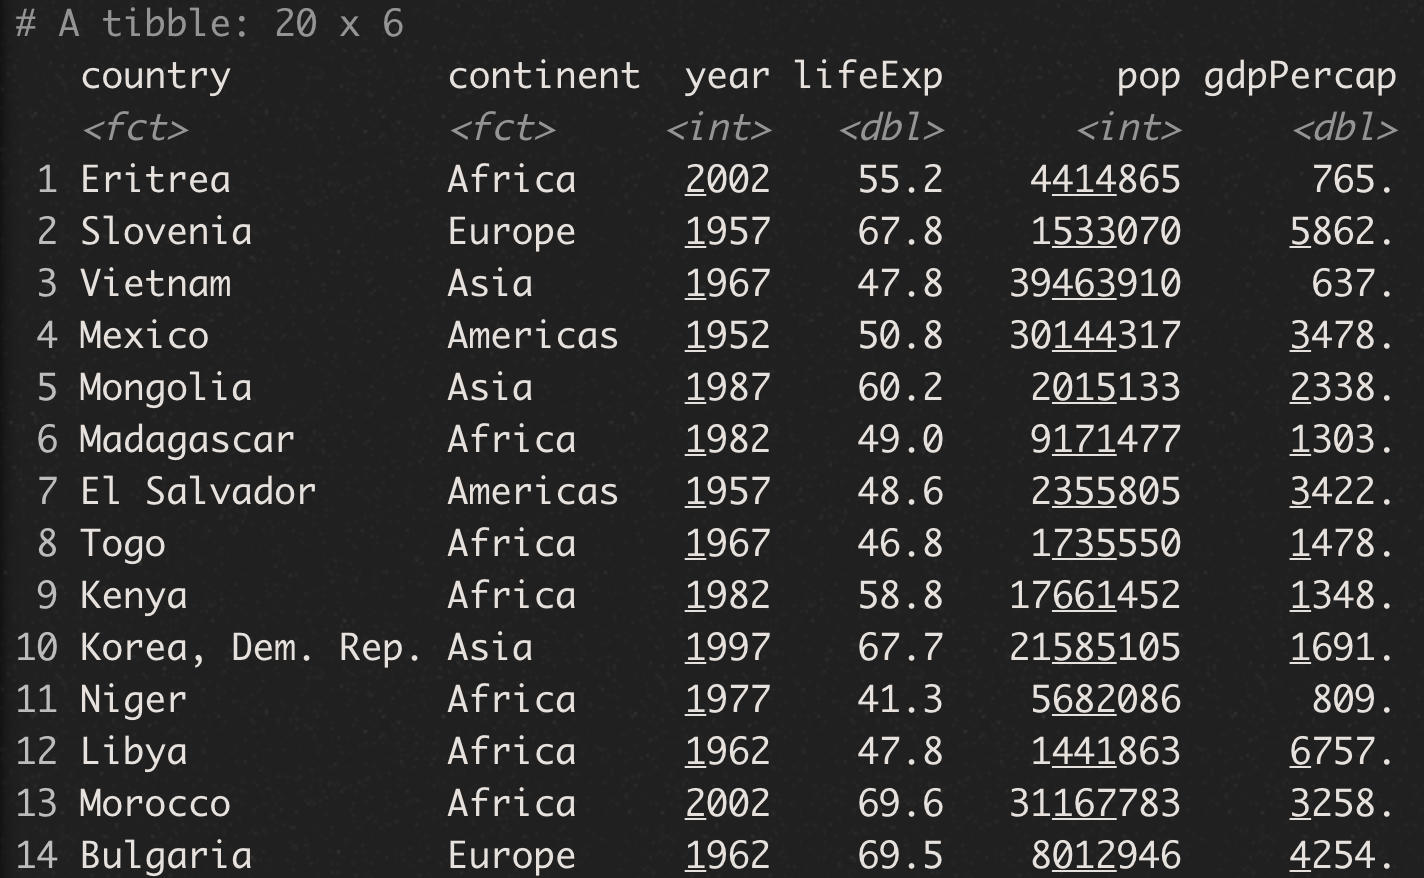 # A tibble: 20 x 6
country continent year lifeExp pop gdpPercap
<fct> <fct> <int> <dbl> <int> <dbl>
1 Eritrea Africa 2002 55.2 4414865 765.
2 Slovenia Europe 1957 67.8 1533070 5862.
3 Vietnam Asia 1967 47.8 39463910 637.
4 Mexico Americas 1952 50.8 30144317 3478.
5 Mongolia Asia 1987 60.2 2015133 2338.
6 Madagascar Africa 1982 49.0 9171477 1303.
7 El Salvador Americas 1957 48.6 2355805 3422.
8 Togo Africa 1967 46.8 1735550 1478.
9 Kenya Africa 1982 58.8 17661452 1348.
10 Korea, Dem. Rep. Asia 1997 67.7 21585105 1691.
11 Niger Africa 1977 41.3 5682086 809.
12 Libya Africa 1962 47.8 1441863 6757.
13 Morocco Africa 2002 69.6 31167783 3258.
14 Bulgaria Europe 1962 69.5 8012946 4254.